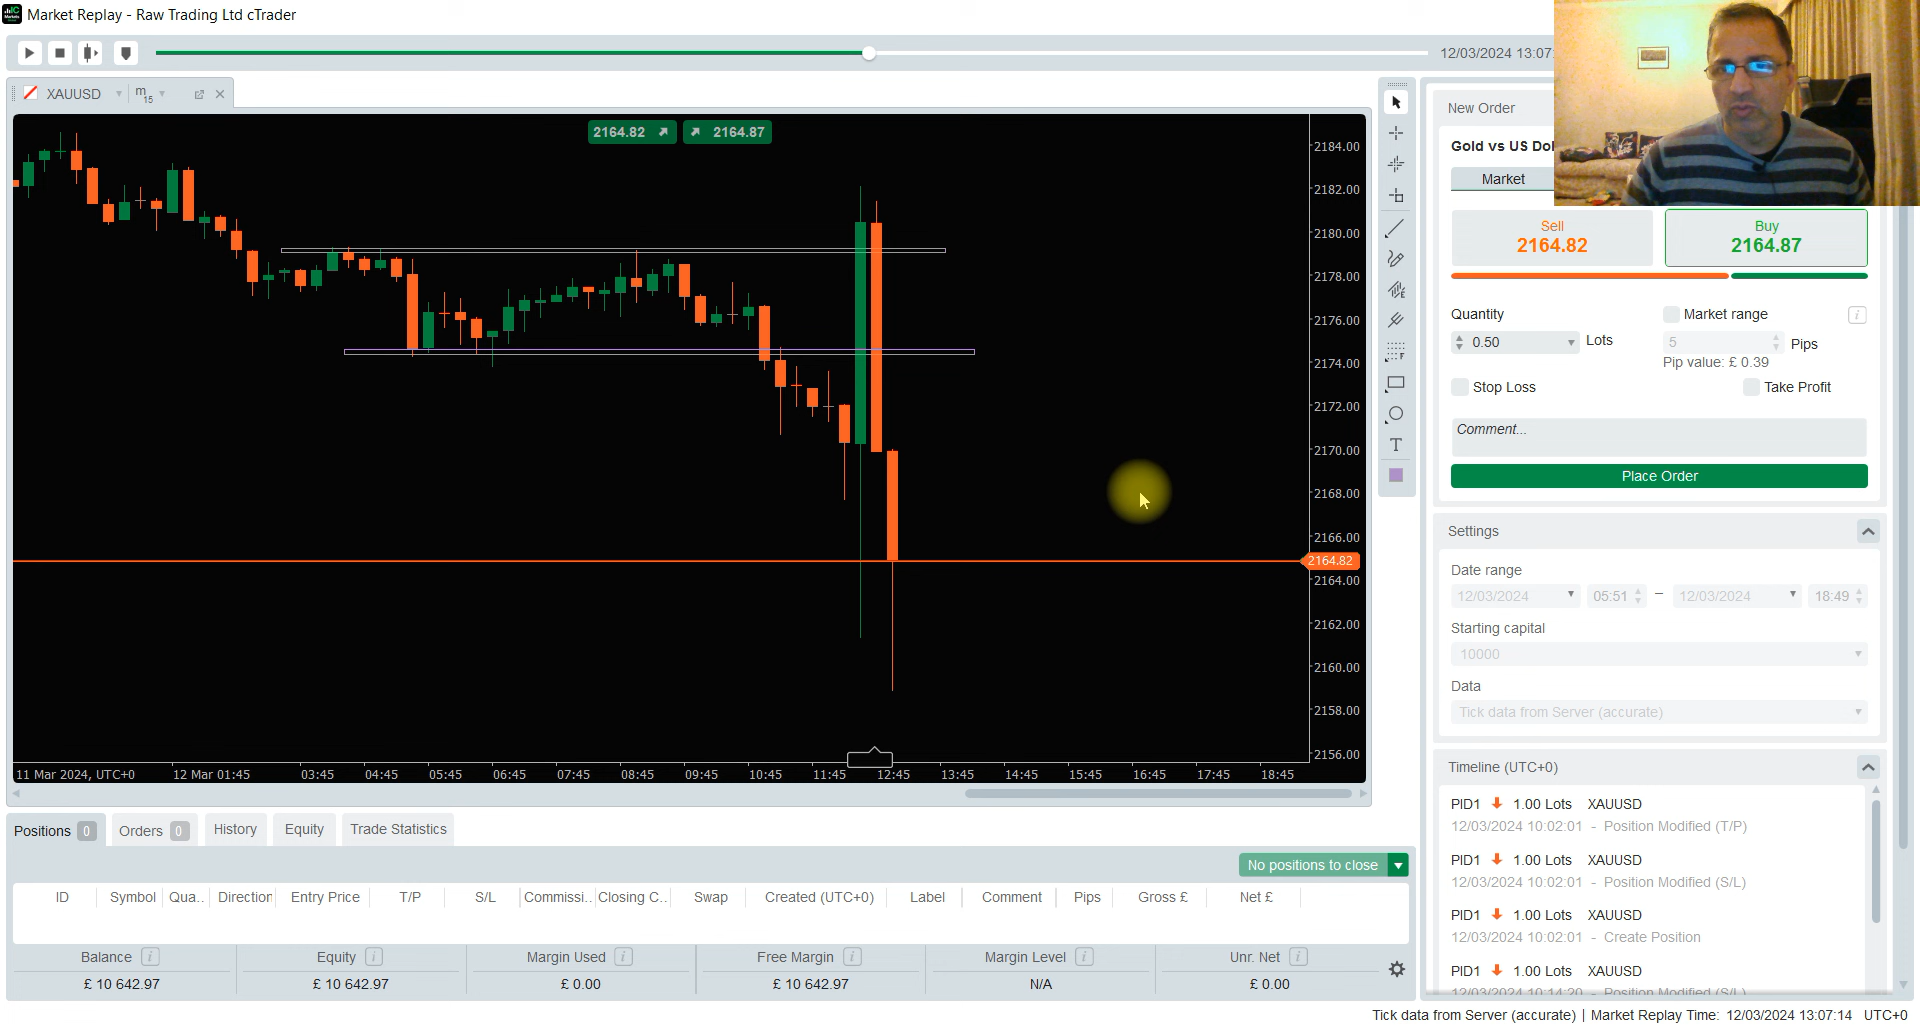 Market Replay - Raw Trading Ltd cTrader
12/03/2024 13:07:
XAUUSD m15
2164.82 2164.87
2184.00
2182.00
2180.00
2178.00
2176.00
2174.00
2172.00
2170.00
2168.00
2166.00
2164.82
2164.00
2162.00
2160.00
2158.00
2156.00
11 Mar 2024, UTC+0 12 Mar 01:45 03:45 04:45 05:45 06:45 07:45 08:45 09:45 10:45 11:45 12:45 13:45 14:45 15:45 16:45 17:45 18:45
New Order
Gold vs US Dol
Market
Sell Buy
2164.82 2164.87
Quantity Market range
0.50 Lots 5 Pips
Pip value: £ 0.39
Stop Loss Take Profit
Comment...
Place Order
Settings
Date range
12/03/2024 05:51 – 12/03/2024 18:49
Starting capital
10000
Data
Tick data from Server (accurate)
Timeline (UTC+0)
PID1 1.00 Lots XAUUSD
12/03/2024 10:02:01 - Position Modified (T/P)
PID1 1.00 Lots XAUUSD
12/03/2024 10:02:01 - Position Modified (S/L)
PID1 1.00 Lots XAUUSD
12/03/2024 10:02:01 - Create Position
PID1 1.00 Lots XAUUSD
12/03/2024 10:14:20 - Position Modified (S/L)
Positions 0 Orders 0 History Equity Trade Statistics
No positions to close
ID Symbol Qua.. Direction Entry Price T/P S/L Commissi.. Closing C.. Swap Created (UTC+0) Label Comment Pips Gross £ Net £
Balance Equity Margin Used Free Margin Margin Level Unr. Net
£ 10 642.97 £ 10 642.97 £ 0.00 £ 10 642.97 N/A £ 0.00
Tick data from Server (accurate) | Market Replay Time: 12/03/2024 13:07:14 UTC+0